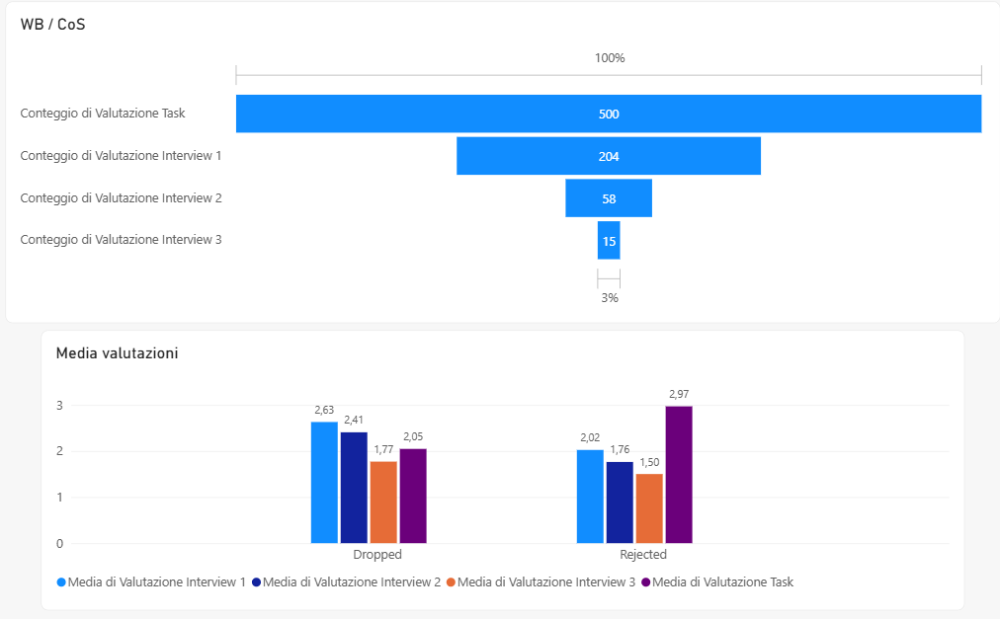 WB / CoS
100%
Conteggio di Valutazione Task
500
Conteggio di Valutazione Interview 1
204
Conteggio di Valutazione Interview 2
58
Conteggio di Valutazione Interview 3
15
3%
Media valutazioni
3
2
1
0
2,63
2,41
1,77
2,05
2,02
1,76
1,50
2,97
Dropped
Rejected
Media di Valutazione Interview 1
Media di Valutazione Interview 2
Media di Valutazione Interview 3
Media di Valutazione Task